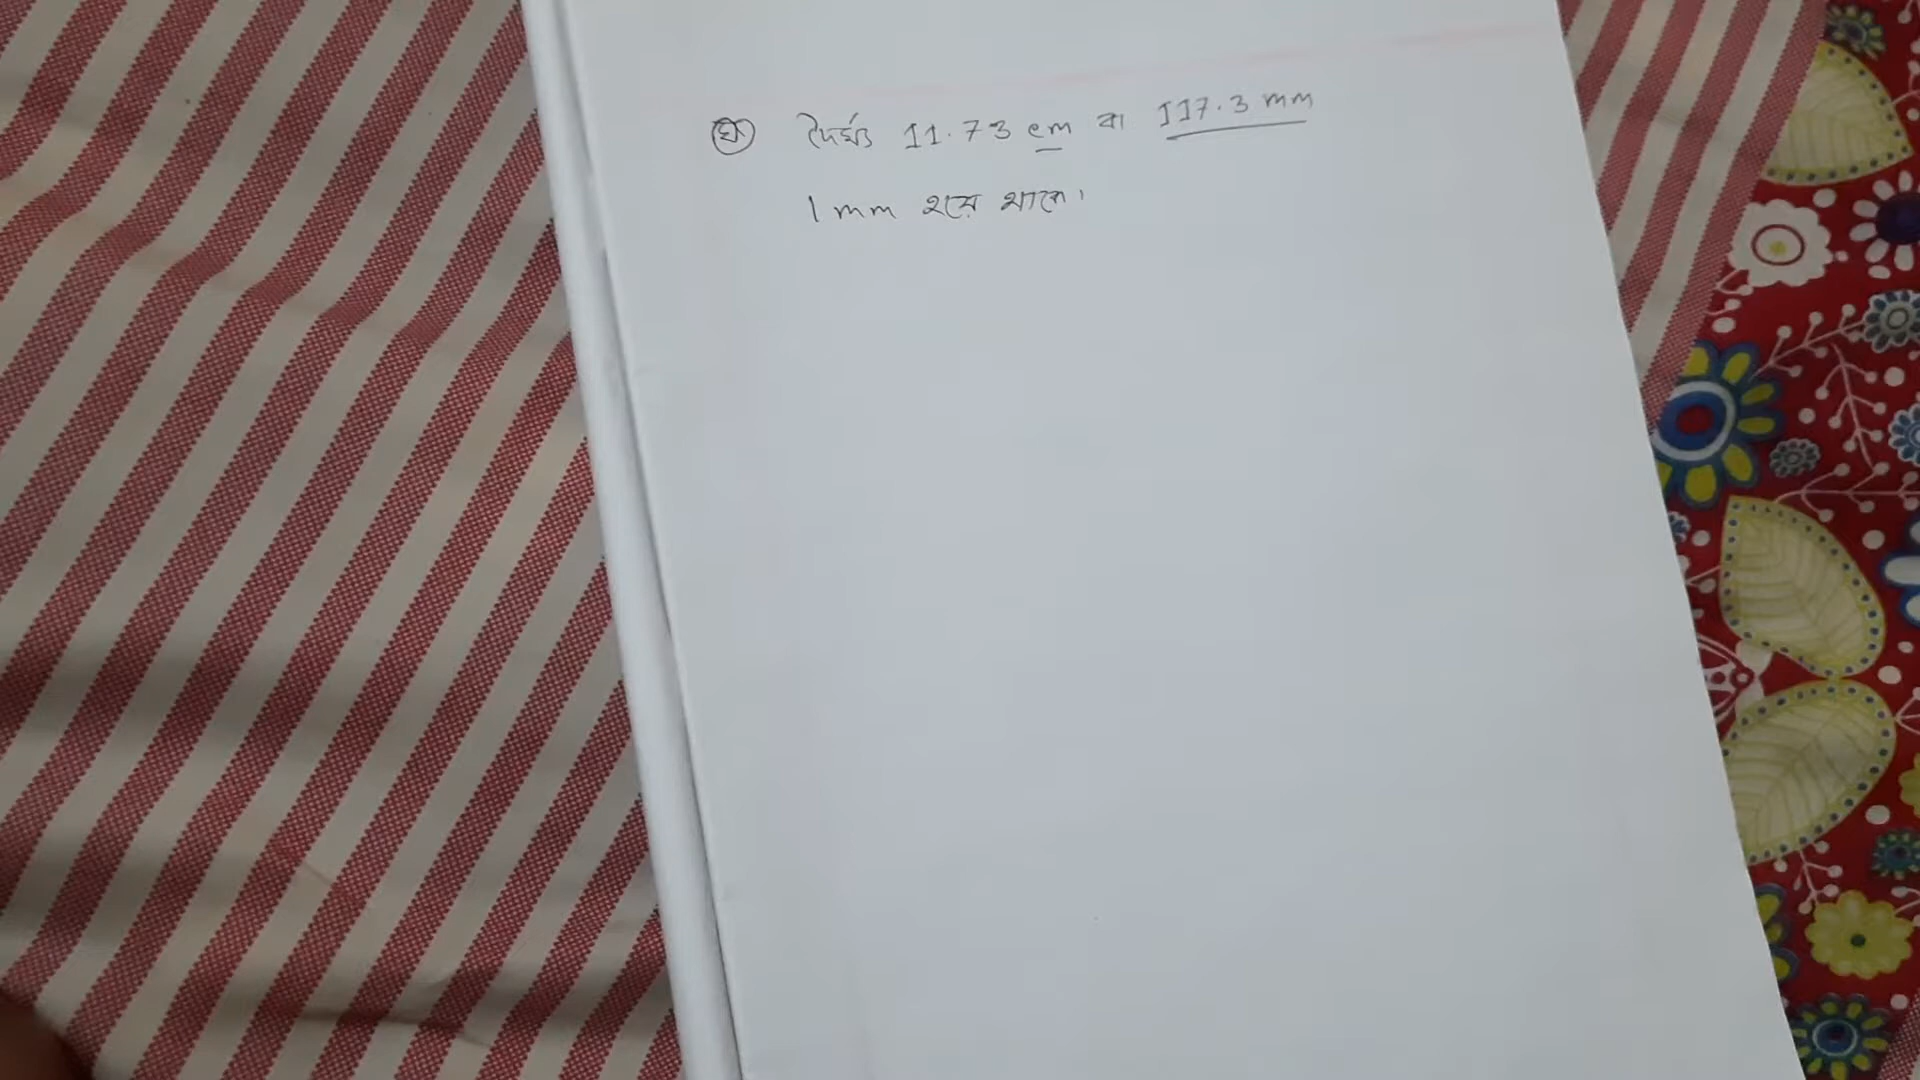 ঘ দৈর্ঘ্য 11.73 cm বা 117.3 mm
1 mm হয়ে থাকে।